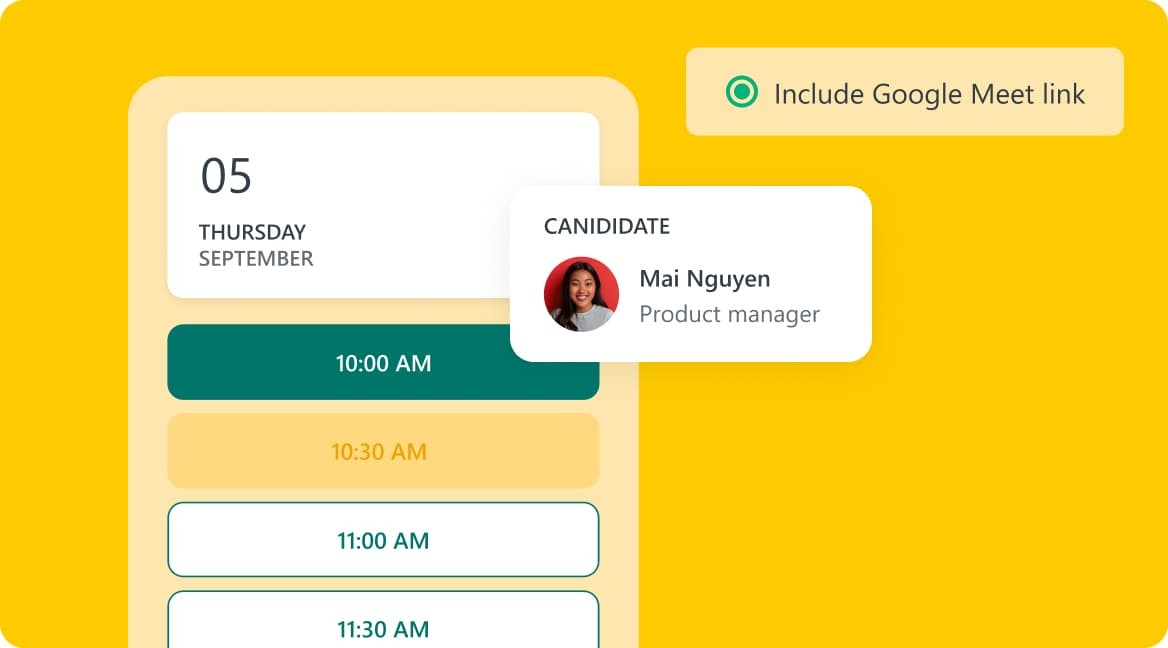 Include Google Meet link
05
THURSDAY
SEPTEMBER
CANIDIDATE
Mai Nguyen
Product manager
10:00 AM
10:30 AM
11:00 AM
11:30 AM